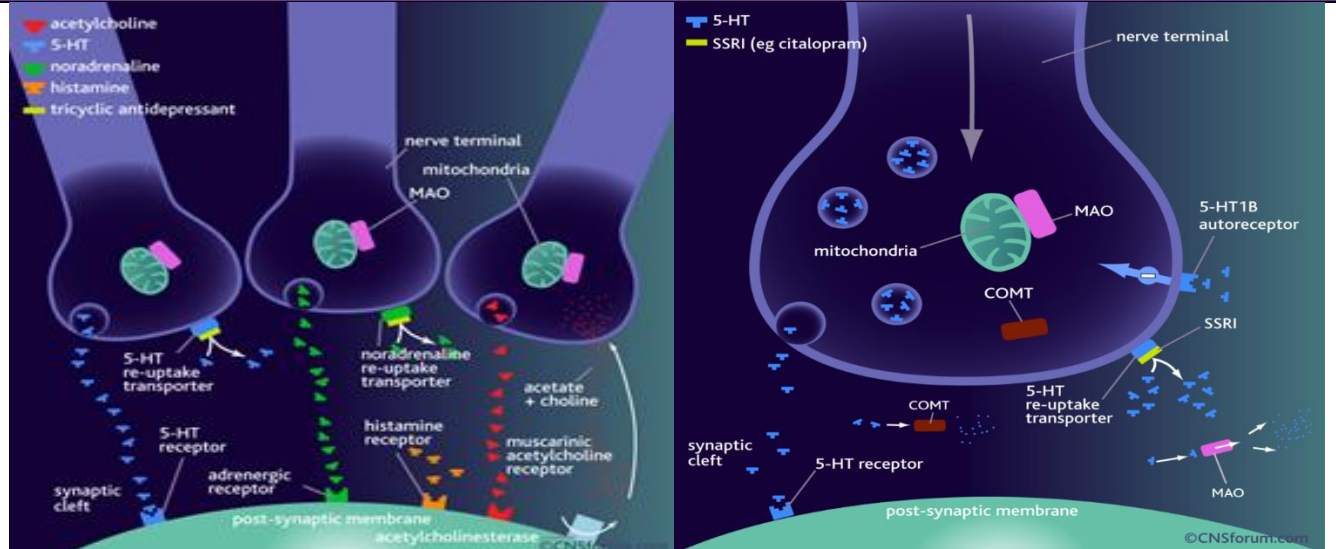 acetylcholine
5-HT
noradrenaline
histamine
tricyclic antidepressant
nerve terminal
mitochondria
MAO
5-HT
re-uptake
transporter
noradrenaline
re-uptake
transporter
acetate
+ choline
5-HT
receptor
histamine
receptor
muscarinic
acetylcholine
receptor
adrenergic
receptor
synaptic
cleft
post-synaptic membrane
acetylcholinesterase
©CNSforum.com
5-HT
SSRI (eg citalopram)
nerve terminal
MAO
5-HT1B
autoreceptor
mitochondria
COMT
SSRI
5-HT
re-uptake
transporter
COMT
synaptic
cleft
5-HT receptor
MAO
post-synaptic membrane
©CNSforum.com